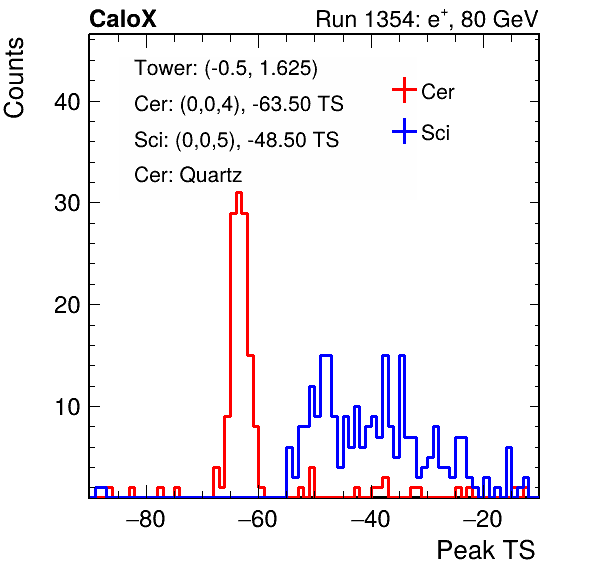 CaloX Run 1354: e⁺, 80 GeV
Counts
Tower: (-0.5, 1.625)
Cer: (0,0,4), -63.50 TS
Sci: (0,0,5), -48.50 TS
Cer: Quartz
Cer
Sci
40
30
20
10
−80 −60 −40 −20
Peak TS